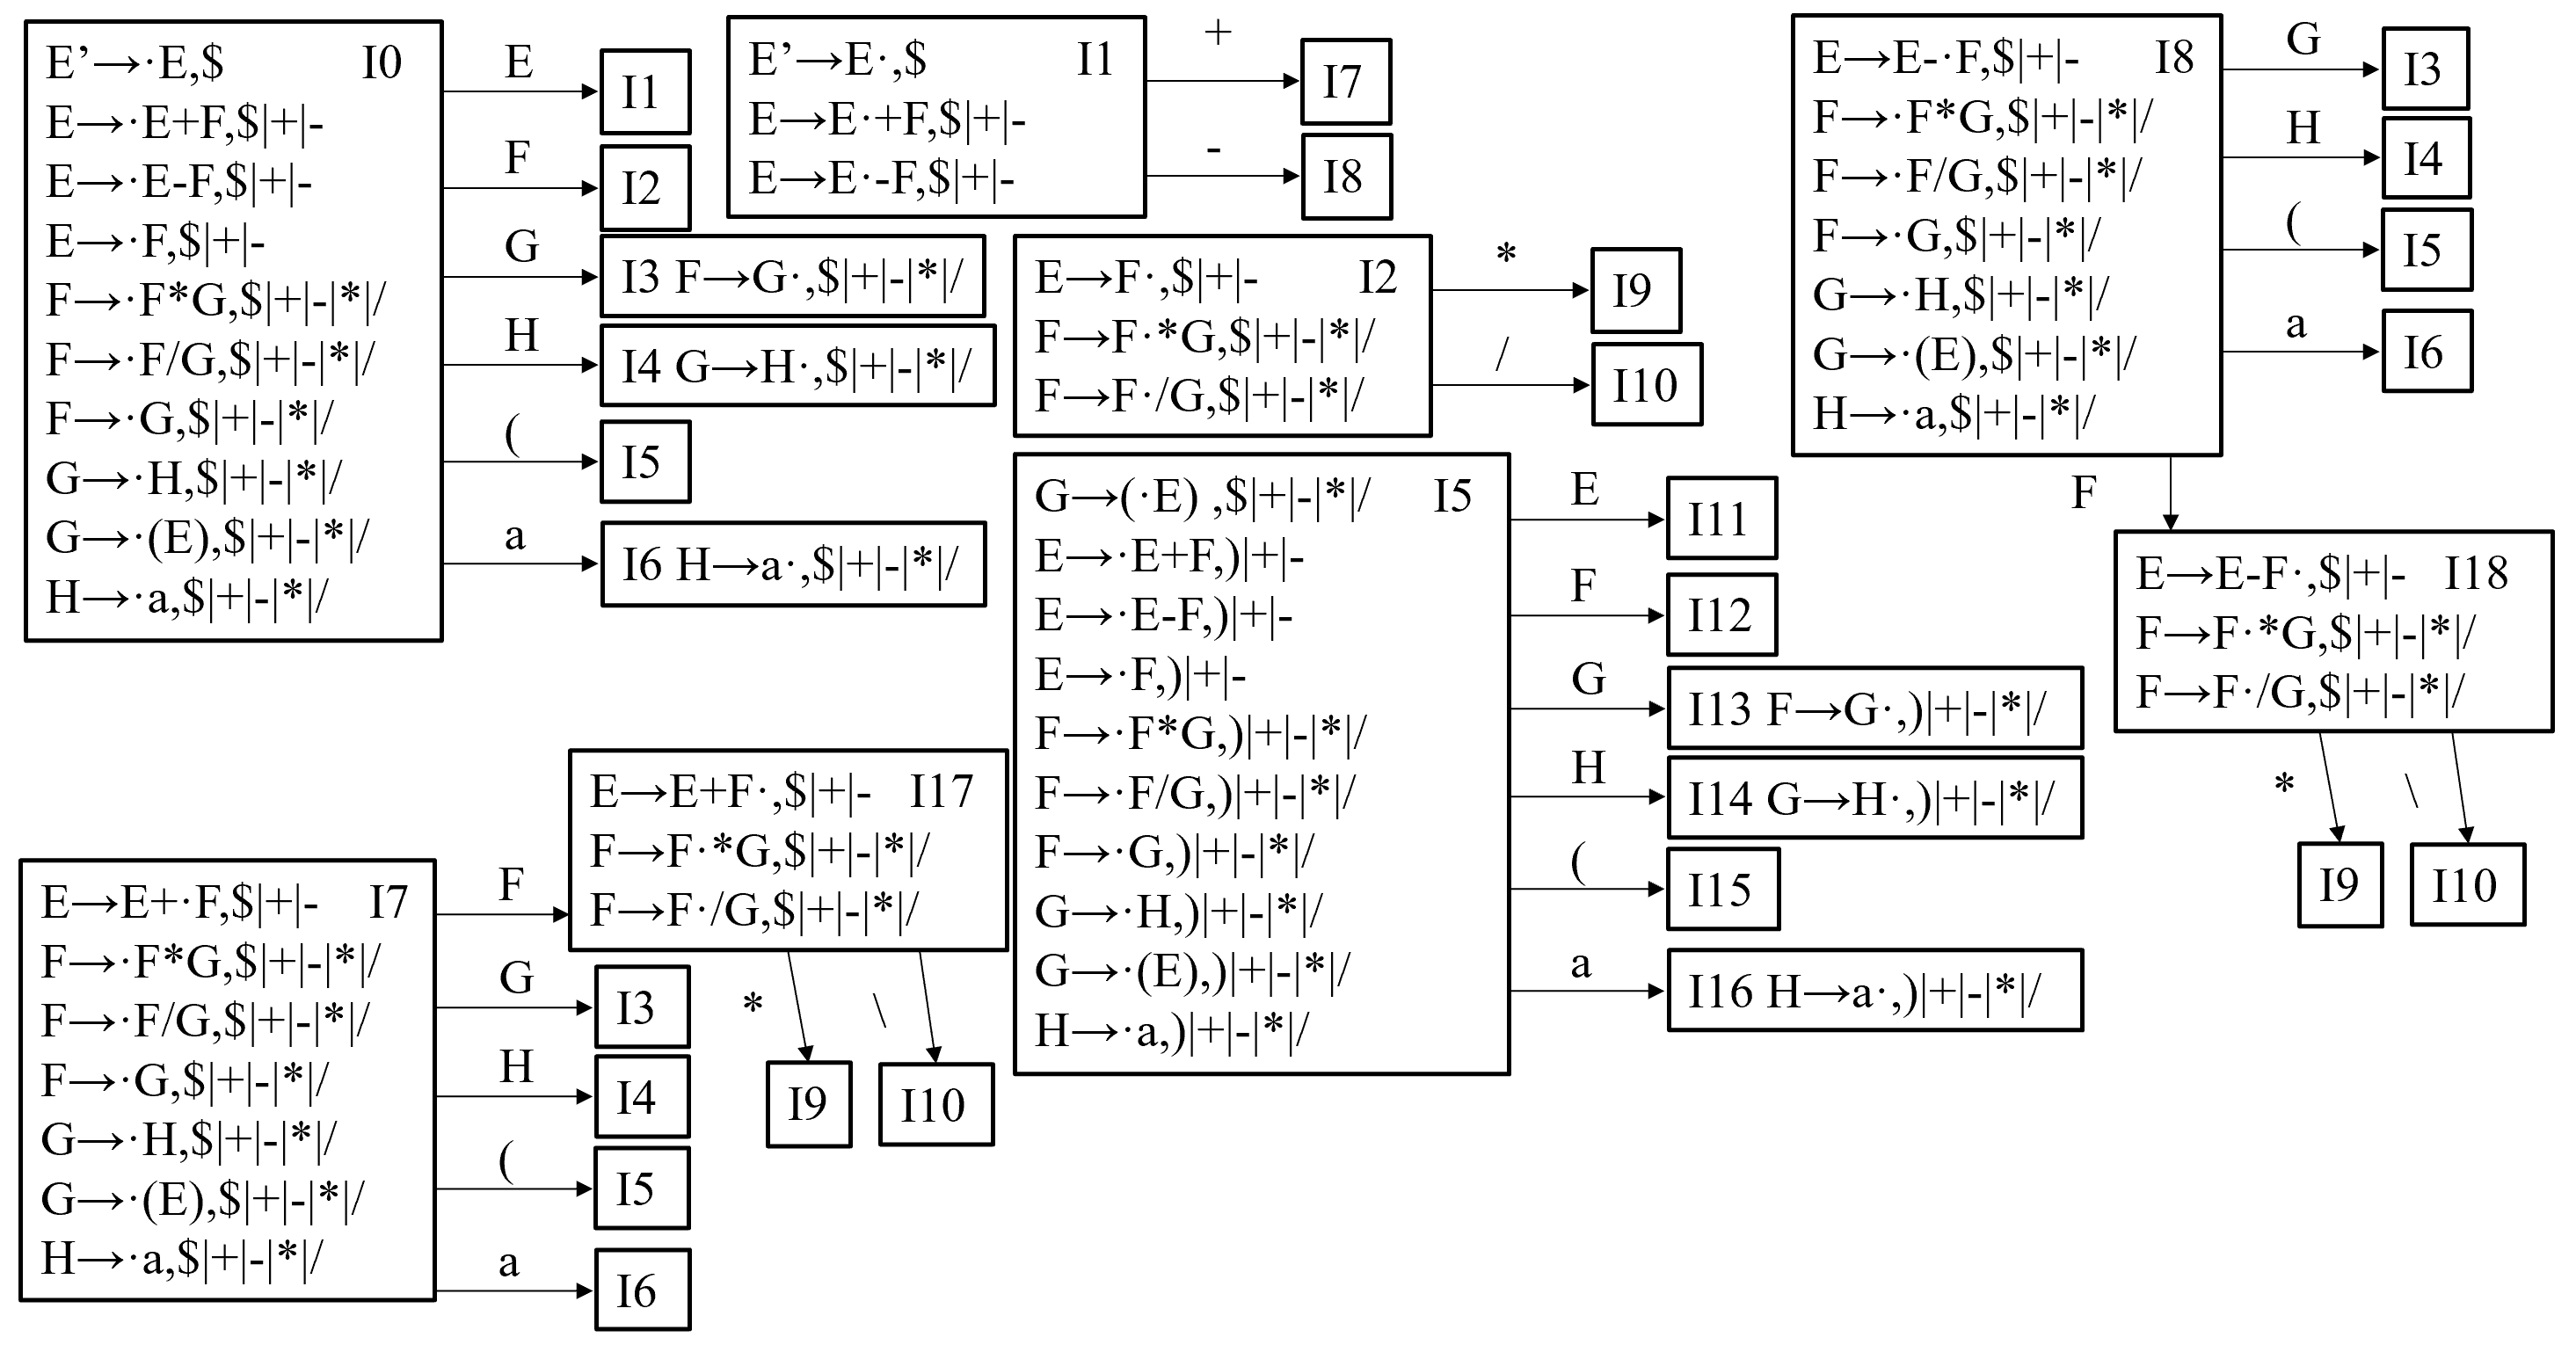 E’→·E,$ I0
E→·E+F,$|+|-
E→·E-F,$|+|-
E→·F,$|+|-
F→·F*G,$|+|-|*|/
F→·F/G,$|+|-|*|/
F→·G,$|+|-|*|/
G→·H,$|+|-|*|/
G→·(E),$|+|-|*|/
H→·a,$|+|-|*|/
E
I1
F
I2
G
I3 F→G·,$|+|-|*|/
H
I4 G→H·,$|+|-|*|/
(
I5
a
I6 H→a·,$|+|-|*|/
E’→E·,$ I1
E→E·+F,$|+|-
E→E·-F,$|+|-
+
I7
-
I8
E→F·,$|+|- I2
F→F·*G,$|+|-|*|/
F→F·/G,$|+|-|*|/
*
I9
/
I10
E→E-·F,$|+|- I8
F→·F*G,$|+|-|*|/
F→·F/G,$|+|-|*|/
F→·G,$|+|-|*|/
G→·H,$|+|-|*|/
G→·(E),$|+|-|*|/
H→·a,$|+|-|*|/
G
I3
H
I4
(
I5
a
I6
F
E→E-F·,$|+|- I18
F→F·*G,$|+|-|*|/
F→F·/G,$|+|-|*|/
*
\
I9
I10
G→(·E) ,$|+|-|*|/ I5
E→·E+F,)|+|-
E→·E-F,)|+|-
E→·F,)|+|-
F→·F*G,)|+|-|*|/
F→·F/G,)|+|-|*|/
F→·G,)|+|-|*|/
G→·H,)|+|-|*|/
G→·(E),)|+|-|*|/
H→·a,)|+|-|*|/
E
I11
F
I12
G
I13 F→G·,)|+|-|*|/
H
I14 G→H·,)|+|-|*|/
(
I15
a
I16 H→a·,)|+|-|*|/
E→E+·F,$|+|- I7
F→·F*G,$|+|-|*|/
F→·F/G,$|+|-|*|/
F→·G,$|+|-|*|/
G→·H,$|+|-|*|/
G→·(E),$|+|-|*|/
H→·a,$|+|-|*|/
F
E→E+F·,$|+|- I17
F→F·*G,$|+|-|*|/
F→F·/G,$|+|-|*|/
*
\
I9
I10
G
I3
H
I4
(
I5
a
I6